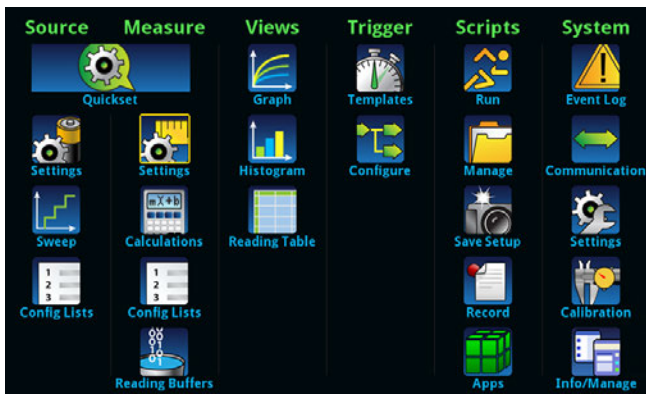 Source Measure Views Trigger Scripts System
Quickset Graph Templates Run Event Log
Settings Settings Histogram Configure Manage Communication
mX+b
Sweep Calculations Reading Table Save Setup Settings
1 1
2 2
3 3
Config Lists Config Lists Record Calibration
Reading Buffers Apps Info/Manage